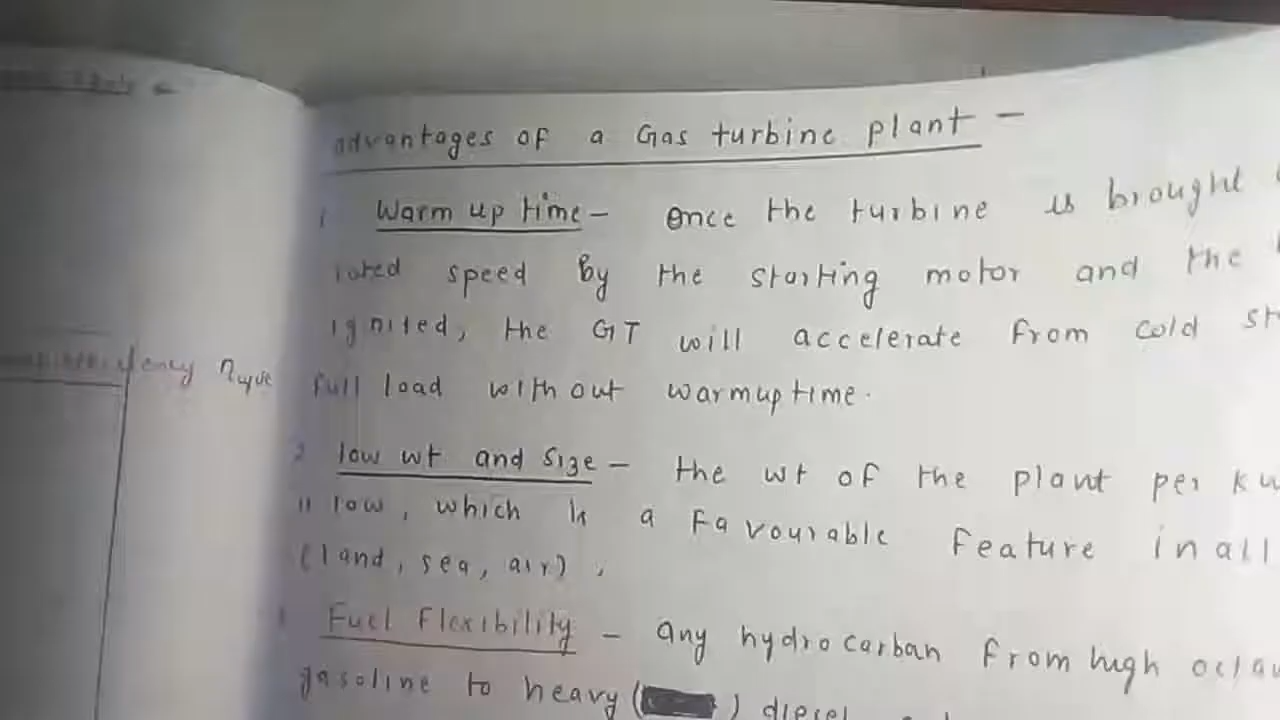 advantages of a Gas turbine plant -
1 Warm up time - once the turbine is brought
rated speed by the starting motor and the
ignited, the GT will accelerate from cold st
full load without warmup time.
2 low wt and size - the wt of the plant per kw
is low, which is a favourable feature in all
(land, sea, air),
Fuel Flexibility - any hydrocarban from high octa
gasoline to heavy ( ) diesel